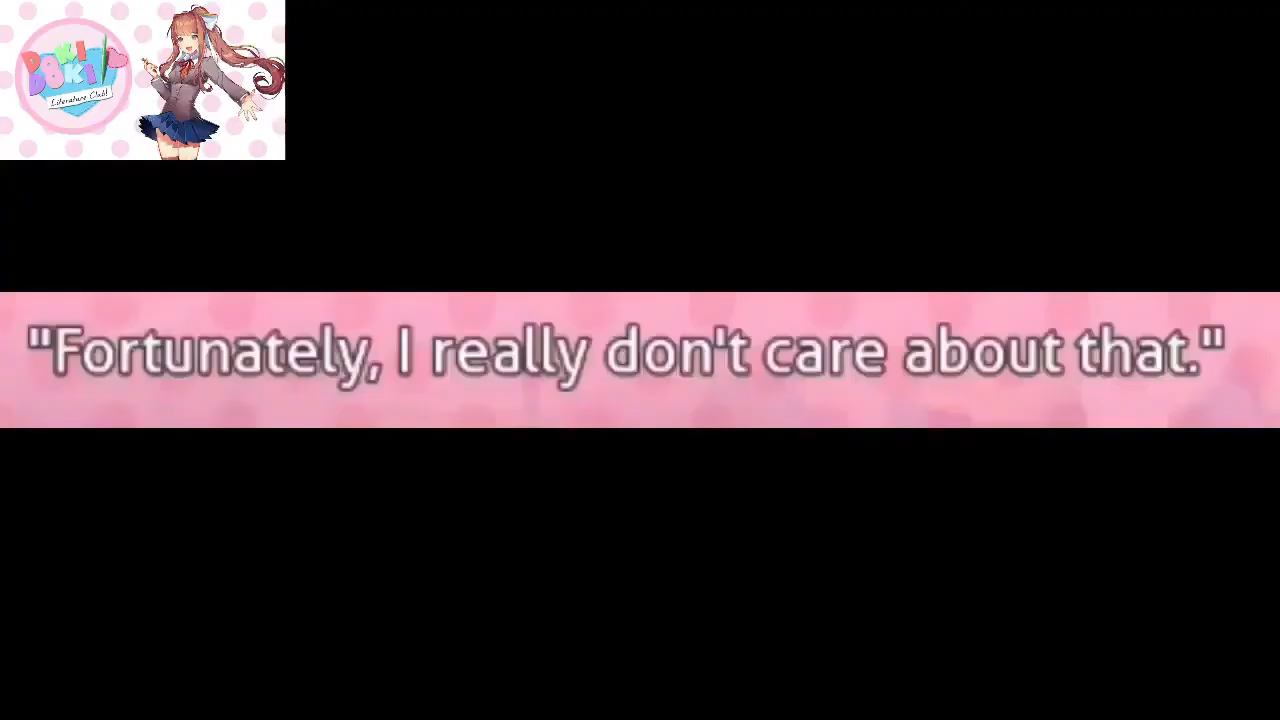 DOKI
DOKI
Literature Club!
"Fortunately, I really don't care about that."